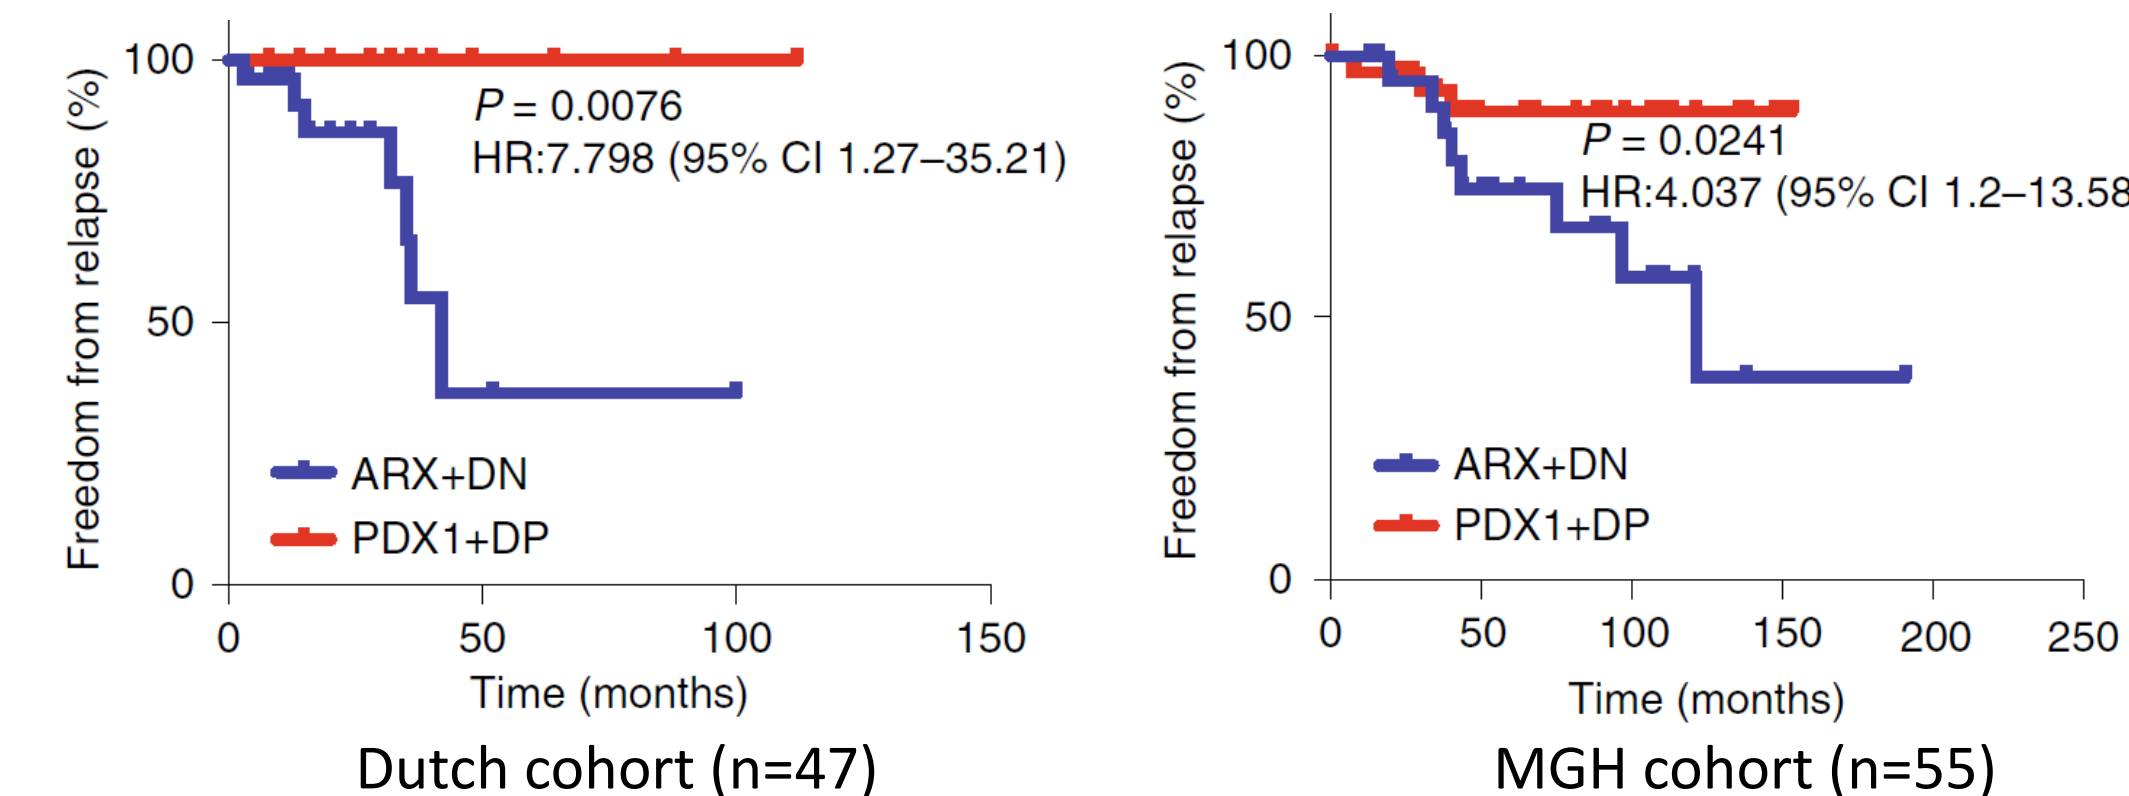 Freedom from relapse (%)
100
50
0
P = 0.0076
HR:7.798 (95% CI 1.27–35.21)
ARX+DN
PDX1+DP
0 50 100 150
Time (months)
Dutch cohort (n=47)
Freedom from relapse (%)
100
50
0
P = 0.0241
HR:4.037 (95% CI 1.2–13.58
ARX+DN
PDX1+DP
0 50 100 150 200 250
Time (months)
MGH cohort (n=55)